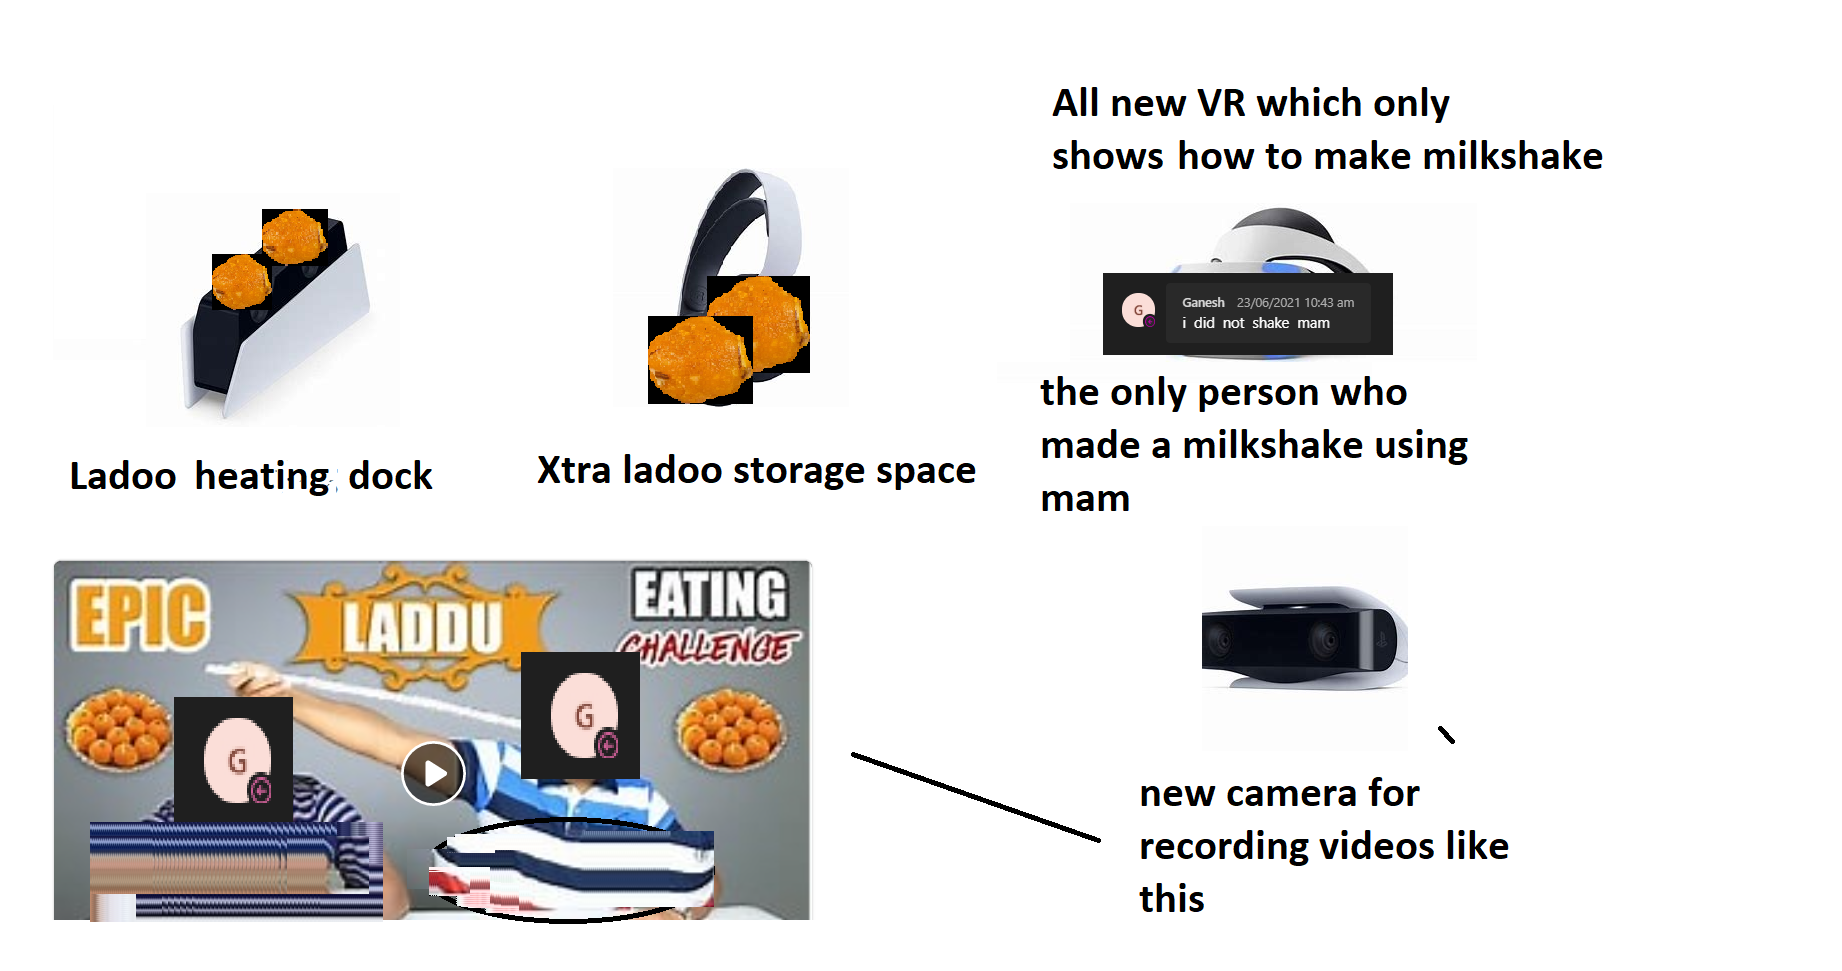 All new VR which only
shows how to make milkshake
G
Ganesh 23/06/2021 10:43 am
i did not shake mam
the only person who
made a milkshake using
mam
Ladoo heating dock
Xtra ladoo storage space
EPIC
LADDU
EATING
CHALLENGE
G
G
new camera for
recording videos like
this